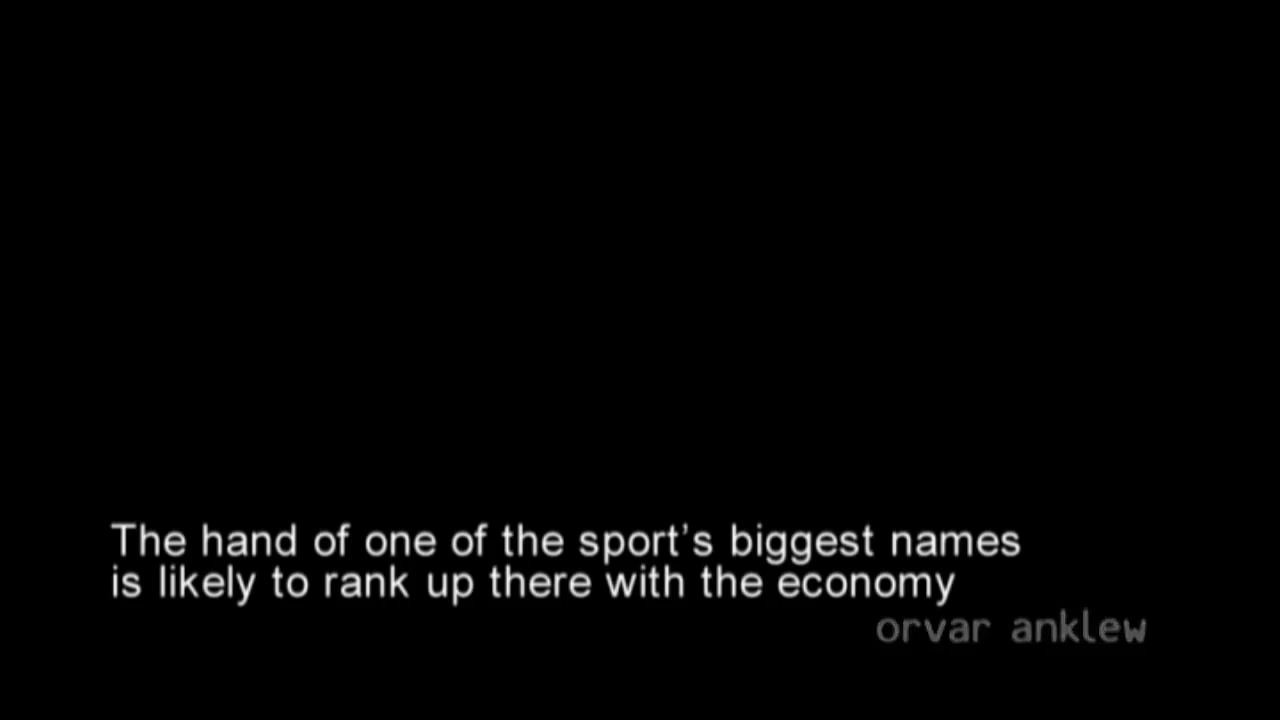 The hand of one of the sport’s biggest names
is likely to rank up there with the economy
orvar anklew